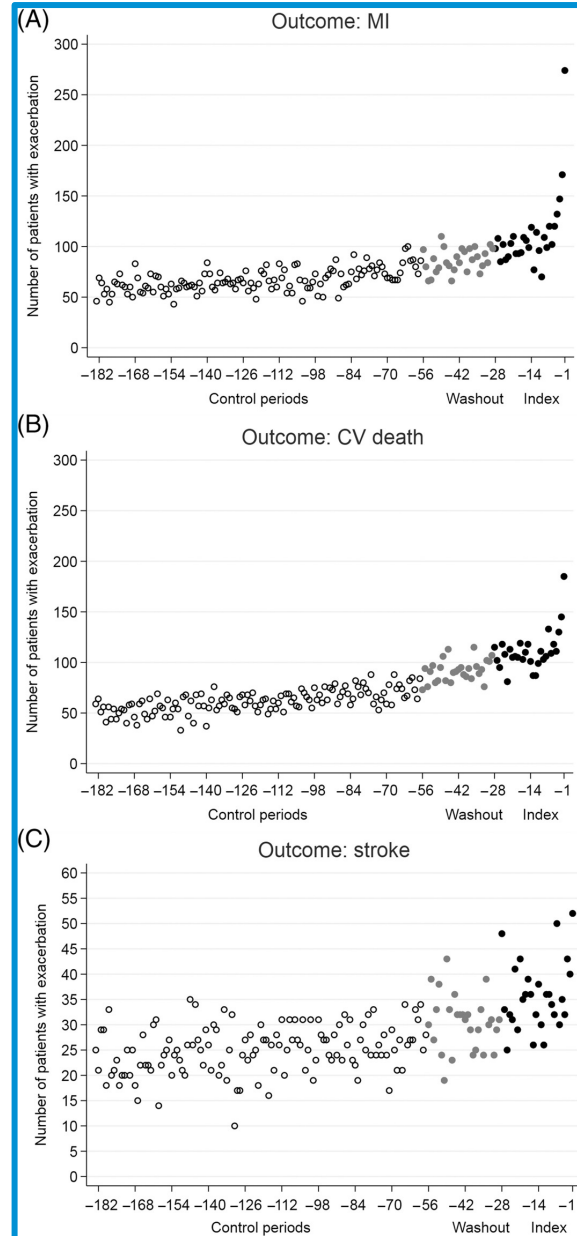 (A)
Outcome: MI
Number of patients with exacerbation
300
250
200
150
100
50
0
−182 −168 −154 −140 −126 −112 −98 −84 −70 −56 −42 −28 −14 −1
Control periods Washout Index
(B)
Outcome: CV death
Number of patients with exacerbation
300
250
200
150
100
50
0
−182 −168 −154 −140 −126 −112 −98 −84 −70 −56 −42 −28 −14 −1
Control periods Washout Index
(C)
Outcome: stroke
Number of patients with exacerbation
60
55
50
45
40
35
30
25
20
15
10
5
0
−182 −168 −154 −140 −126 −112 −98 −84 −70 −56 −42 −28 −14 −1
Control periods Washout Index